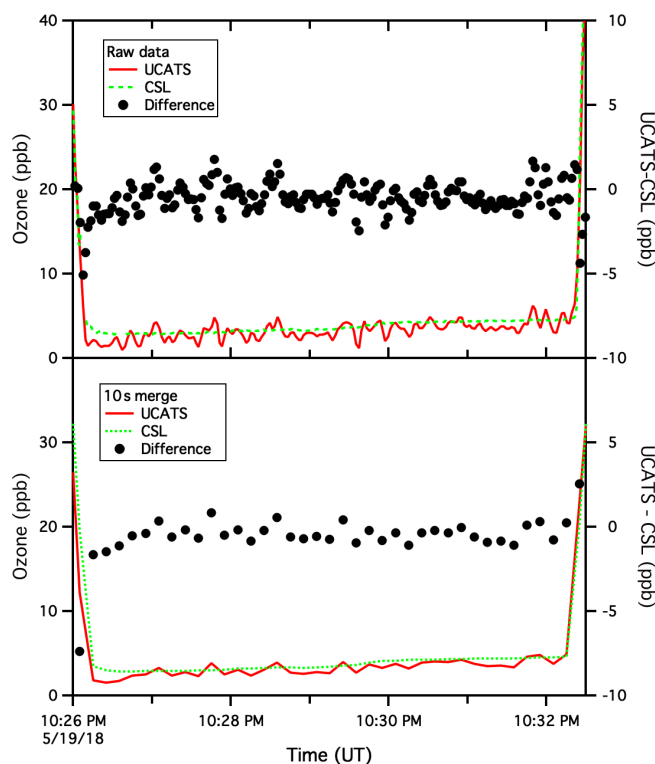 40
30
20
10
0
Ozone (ppb)
Raw data
UCATS
CSL
Difference
10
5
0
-5
-10
UCATS-CSL (ppb)
30
20
10
0
Ozone (ppb)
10s merge
UCATS
CSL
Difference
5
0
-5
-10
UCATS - CSL (ppb)
10:26 PM 10:28 PM 10:30 PM 10:32 PM
5/19/18
Time (UT)